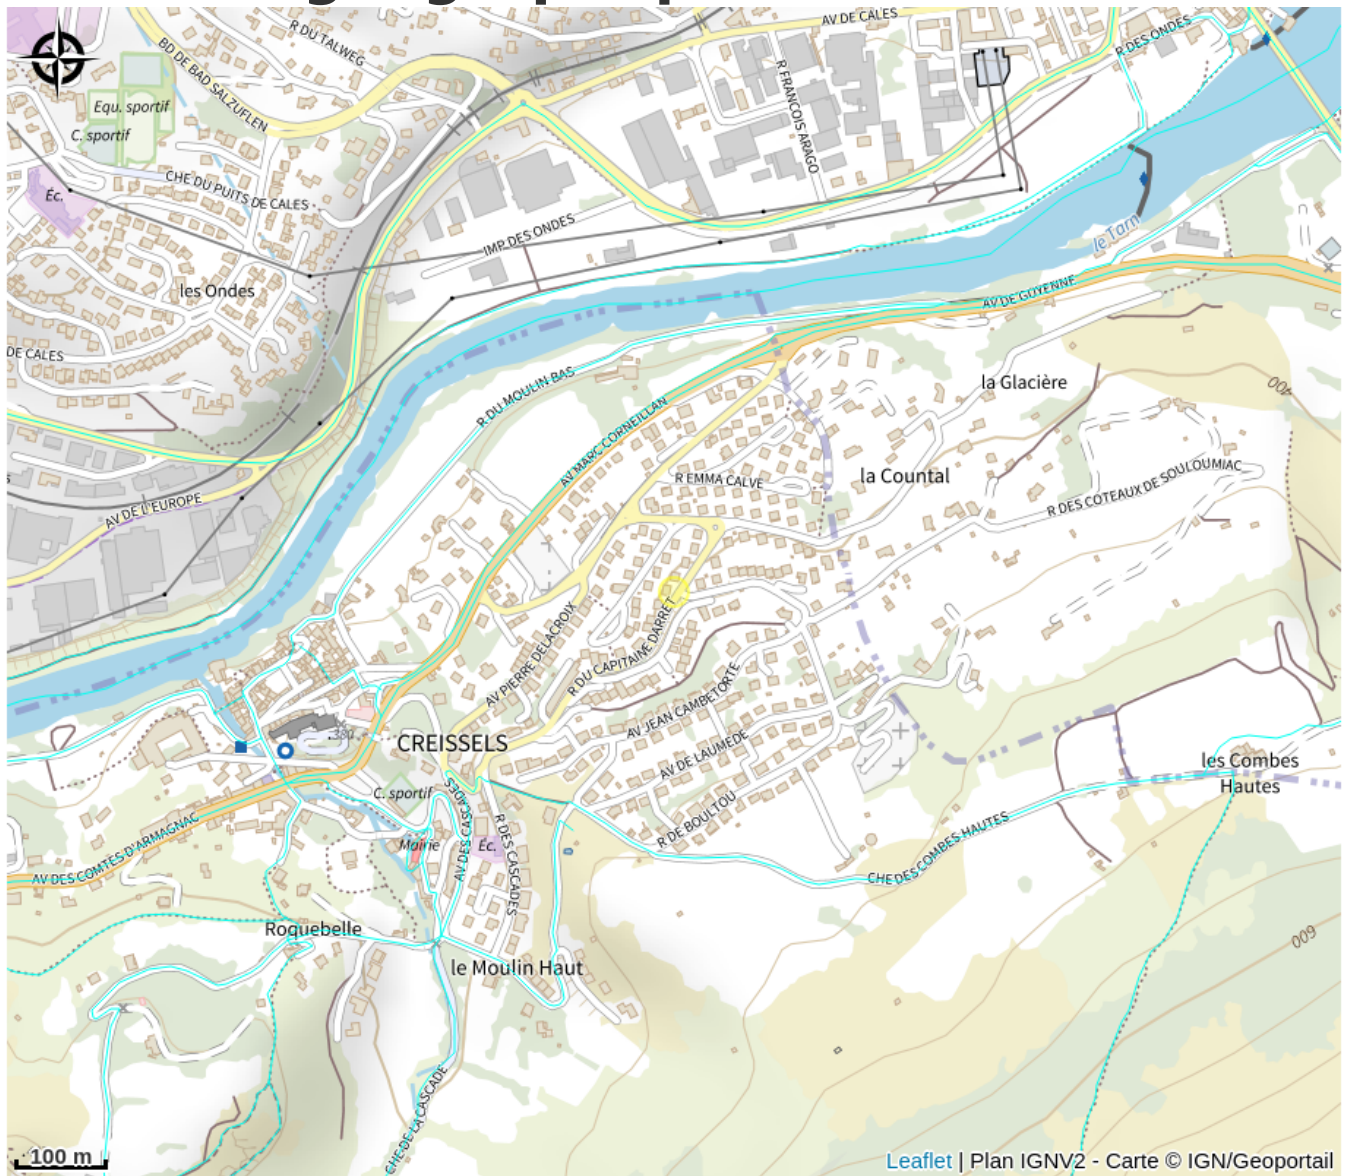 AV DE CALES
R DU TALWEG
R DES ONDES
BD DE BAD SALZUFLEN
R FRANCOIS ARAGO
Equ. sportif
C. sportif
CHE DU PUITS DE CALES
Éc.
IMP DES ONDES
le Tarn
les Ondes
AV DE GUYENNE
DE CALES
la Glacière
400
R DU MOULIN BAS
AV MARC CORNEILLAN
R EMMA CALVE
la Countal
R DES COTEAUX DE SOULOUMIAC
AV DE L'EUROPE
AV PIERRE DELACROIX
R DU CAPITAINE DARRET
AV JEAN CAMBETORTE
380
CREISSELS
AV DE LAUMEDE
les Combes
Hautes
C. sportif
R DE BOULTOU
CHE DES COMBES HAUTES
AV DES COMTES D'ARMAGNAC
Mairie
AV DES CASCADES
Éc.
R DES CASCADES
Roquebelle
600
le Moulin Haut
CHE DE LA CASCADE
100 m
Leaflet | Plan IGNV2 - Carte © IGN/Geoportail